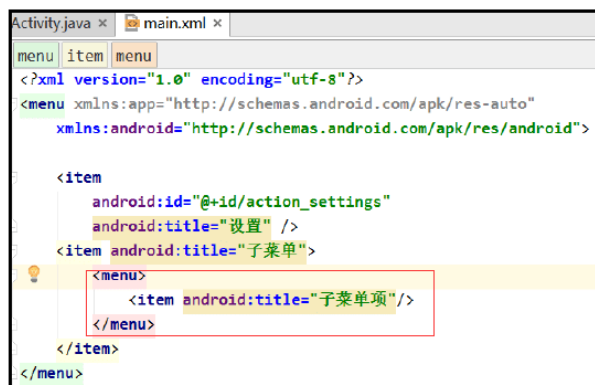 Activity.java × main.xml ×
menu item menu
<?xml version="1.0" encoding="utf-8"?>
<menu xmlns:app="http://schemas.android.com/apk/res-auto"
xmlns:android="http://schemas.android.com/apk/res/android">
<item
android:id="@+id/action_settings"
android:title="设置" />
<item android:title="子菜单">
<menu>
<item android:title="子菜单项"/>
</menu>
</item>
</menu>